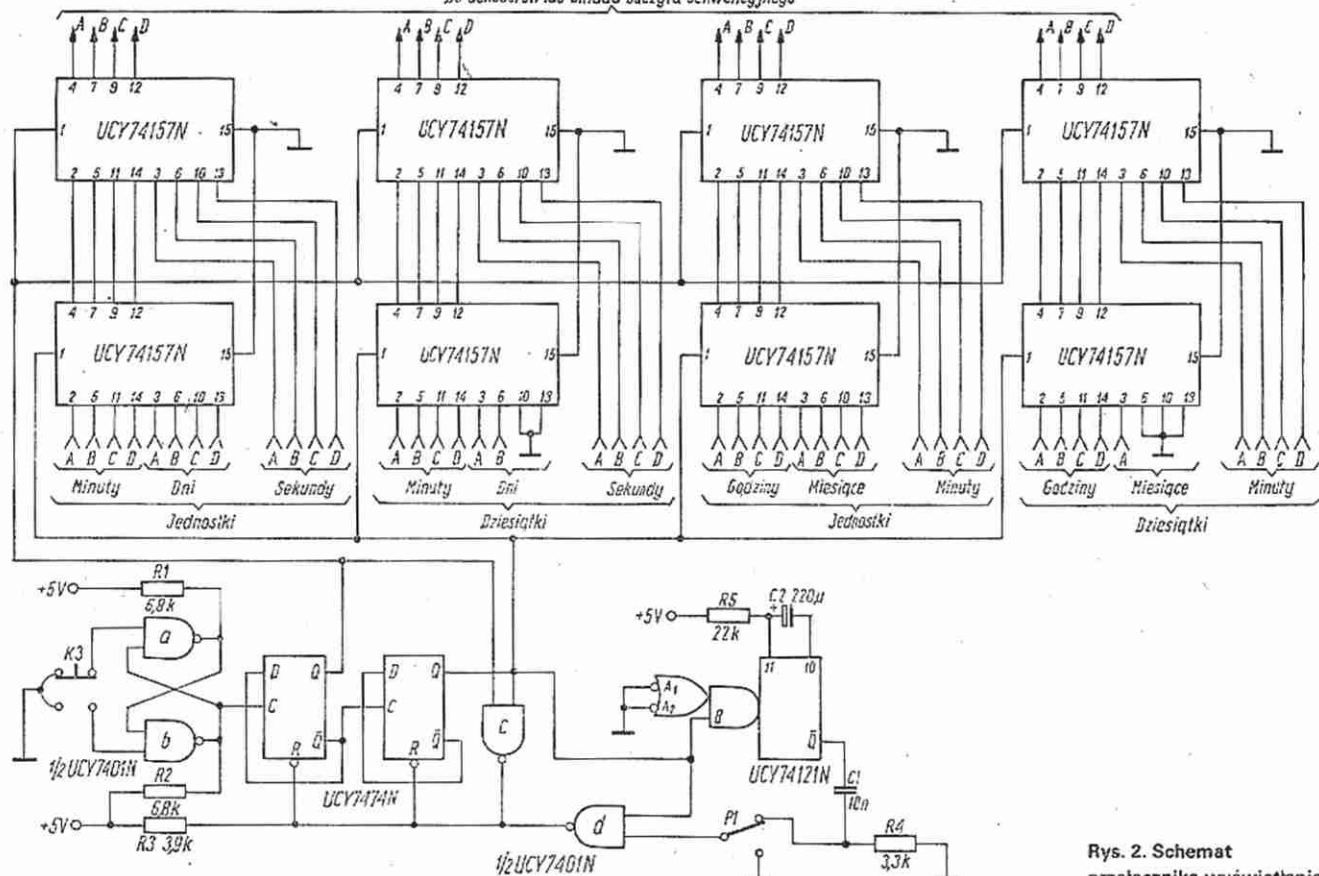 A B C D A B C D A B C D A B C D
4 7 9 12 4 7 9 12 4 7 9 12 4 7 9 12
1 UCY74157N 15 1 UCY74157N 15 1 UCY74157N 15 1 UCY74157N 15
2 5 11 14 3 6 10 13 2 5 11 14 3 6 10 13 2 5 11 14 3 6 10 13 2 5 11 14 3 6 10 13
4 7 9 12 4 7 9 12 4 7 9 12 4 7 9 12
1 UCY74157N 15 1 UCY74157N 15 1 UCY74157N 15 1 UCY74157N 15
2 5 11 14 3 6 10 13 2 5 11 14 3 6 10 13 2 5 11 14 3 6 10 13 2 5 11 14 3 6 10 13
A B C D A B C D A B C D A B C D A B A B C D A B C D A B C D A B C D A B C D A A B C D
Minuty Dni Sekundy Minuty Dni Sekundy Godziny Miesiące Minuty Godziny Miesiące Minuty
Jednostki Dziesiątki Jednostki Dziesiątki
+5V R1
6,8k
K3 a
b
1/2UCY7401N
R2
6,8k
+5V
R3 3,9k
D Q D Q
C C
R Q̅ R Q̅
UCY7474N
C
d
1/2UCY7401N
+5V R5
22k
C2 220μ
+
11 10
A1
A2
B
Q̅
UCY74121N
C1
10n
P1
R4
3,3k
Rys. 2. Schemat